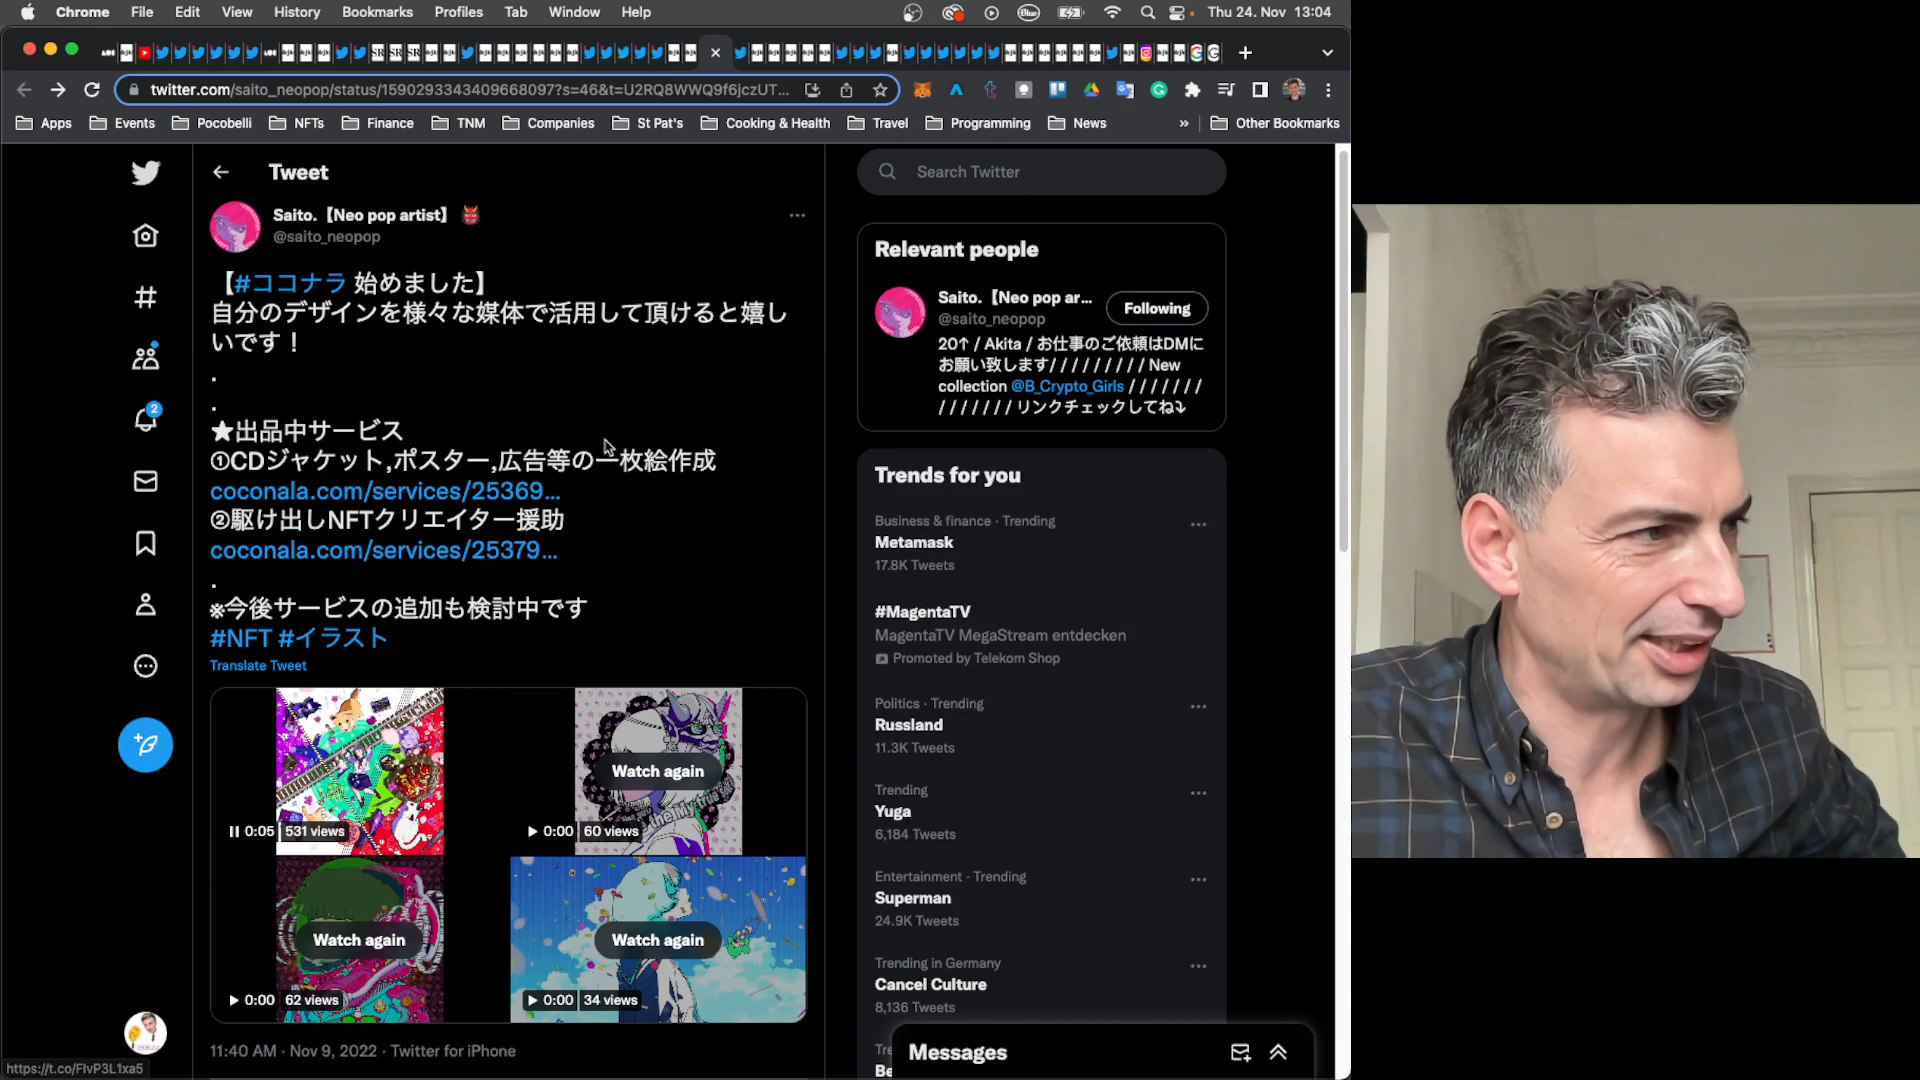 Chrome File Edit View History Bookmarks Profiles Tab Window Help
Thu 24. Nov 13:04
twitter.com/saito_neopop/status/1590293343409668097?s=46&t=U2RQ8WWQ9f6jczUT...
Apps Events Pocobelli NFTs Finance TNM Companies St Pat's Cooking & Health Travel Programming News » Other Bookmarks
Tweet
Saito.【Neo pop artist】
@saito_neopop
【#ココナラ 始めました】
自分のデザインを様々な媒体で活用して頂けると嬉し
いです！
.
.
★出品中サービス
①CDジャケット,ポスター,広告等の一枚絵作成
coconala.com/services/25369…
②駆け出しNFTクリエイター援助
coconala.com/services/25379…
.
※今後サービスの追加も検討中です
#NFT #イラスト
Translate Tweet
0:05 531 views
Watch again
0:00 60 views
Watch again
0:00 62 views
Watch again
0:00 34 views
11:40 AM · Nov 9, 2022 · Twitter for iPhone
https://t.co/FIvP3L1xa5
2
Search Twitter
Relevant people
Saito.【Neo pop ar...
@saito_neopop
Following
20↑ / Akita / お仕事のご依頼はDMに
お願い致します/ / / / / / / / / New
collection @B_Crypto_Girls / / / / / / /
/ / / / / / / リンクチェックしてね⤵
Trends for you
Business & finance · Trending
Metamask
17.8K Tweets
#MagentaTV
MagentaTV MegaStream entdecken
Promoted by Telekom Shop
Politics · Trending
Russland
11.3K Tweets
Trending
Yuga
6,184 Tweets
Entertainment · Trending
Superman
24.9K Tweets
Trending in Germany
Cancel Culture
8,136 Tweets
Messages